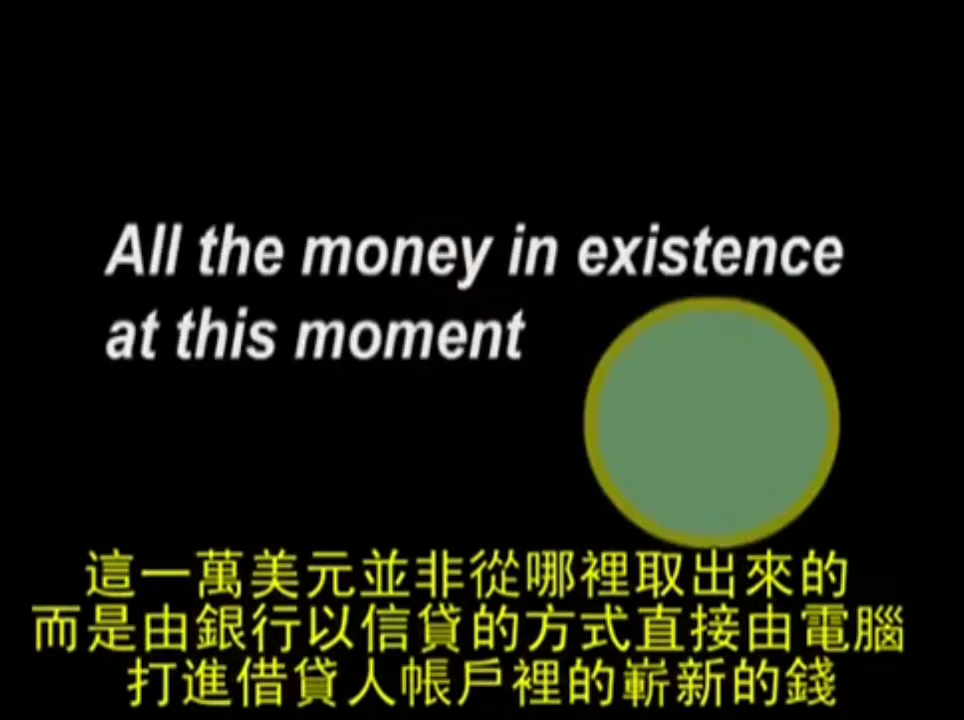 All the money in existence
at this moment
這一萬美元並非從哪裡取出來的
而是由銀行以信貸的方式直接由電腦
打進借貸人帳戶裡的嶄新的錢